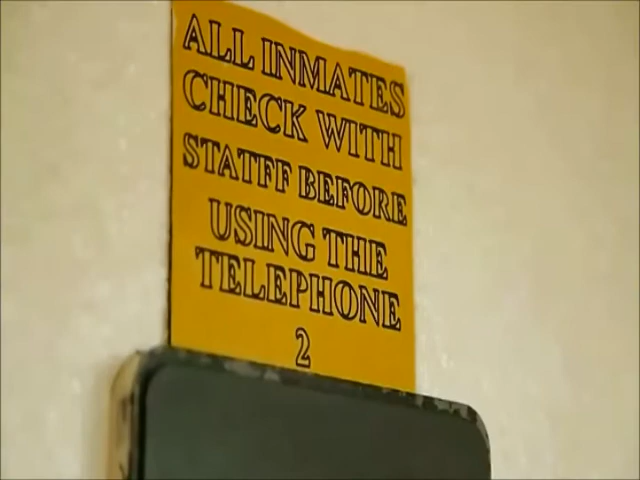 ALL INMATES
CHECK WITH
STATFF BEFORE
USING THE
TELEPHONE
2